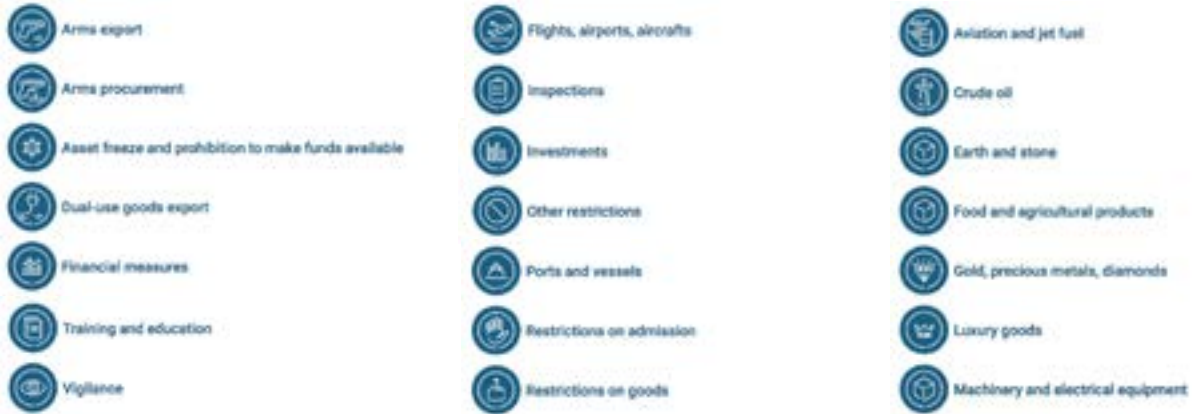 Arms export
Arms procurement
Asset freeze and prohibition to make funds available
Dual-use goods export
Financial measures
Training and education
Vigilance
Flights, airports, aircrafts
Inspections
Investments
Other restrictions
Ports and vessels
Restrictions on admission
Restrictions on goods
Aviation and jet fuel
Crude oil
Earth and stone
Food and agricultural products
Gold, precious metals, diamonds
Luxury goods
Machinery and electrical equipment